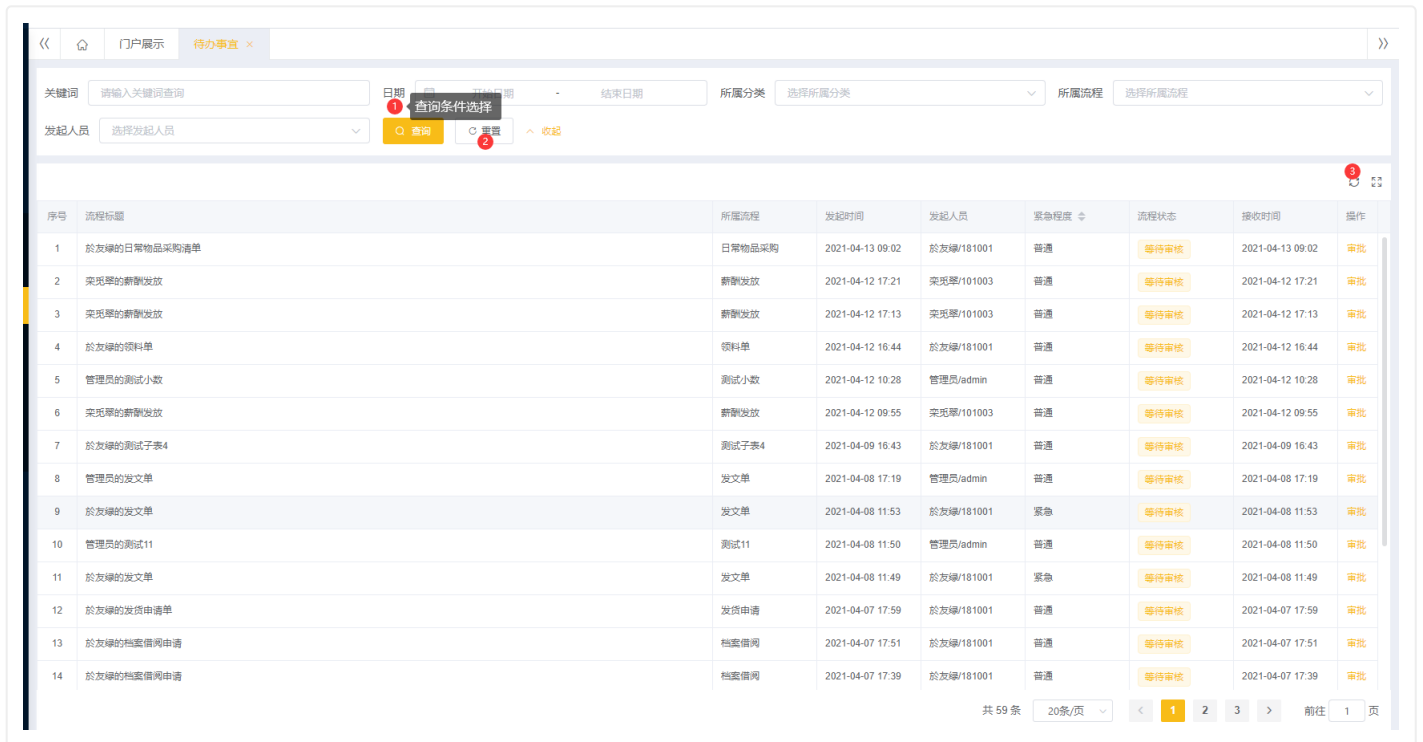 门户展示 待办事宜
关键词 请输入关键词查询 日期 - 结束日期 所属分类 选择所属分类 所属流程 选择所属流程
1 查询条件选择
发起人员 选择发起人员 查询 重置 收起
2
3
序号 流程标题 所属流程 发起时间 发起人员 紧急程度 流程状态 接收时间 操作
1 於友绿的日常物品采购清单 日常物品采购 2021-04-13 09:02 於友绿/181001 普通 等待审核 2021-04-13 09:02 审批
2 栾觅翠的薪酬发放 薪酬发放 2021-04-12 17:21 栾觅翠/101003 普通 等待审核 2021-04-12 17:21 审批
3 栾觅翠的薪酬发放 薪酬发放 2021-04-12 17:13 栾觅翠/101003 普通 等待审核 2021-04-12 17:13 审批
4 於友绿的领料单 领料单 2021-04-12 16:44 於友绿/181001 普通 等待审核 2021-04-12 16:44 审批
5 管理员的测试小数 测试小数 2021-04-12 10:28 管理员/admin 普通 等待审核 2021-04-12 10:28 审批
6 栾觅翠的薪酬发放 薪酬发放 2021-04-12 09:55 栾觅翠/101003 普通 等待审核 2021-04-12 09:55 审批
7 於友绿的测试子表4 测试子表4 2021-04-09 16:43 於友绿/181001 普通 等待审核 2021-04-09 16:43 审批
8 管理员的发文单 发文单 2021-04-08 17:19 管理员/admin 普通 等待审核 2021-04-08 17:19 审批
9 於友绿的发文单 发文单 2021-04-08 11:53 於友绿/181001 紧急 等待审核 2021-04-08 11:53 审批
10 管理员的测试11 测试11 2021-04-08 11:50 管理员/admin 普通 等待审核 2021-04-08 11:50 审批
11 於友绿的发文单 发文单 2021-04-08 11:49 於友绿/181001 紧急 等待审核 2021-04-08 11:49 审批
12 於友绿的发货申请单 发货申请 2021-04-07 17:59 於友绿/181001 普通 等待审核 2021-04-07 17:59 审批
13 於友绿的档案借阅申请 档案借阅 2021-04-07 17:51 於友绿/181001 普通 等待审核 2021-04-07 17:51 审批
14 於友绿的档案借阅申请 档案借阅 2021-04-07 17:39 於友绿/181001 普通 等待审核 2021-04-07 17:39 审批
共 59 条 20条/页 < 1 2 3 > 前往 1 页